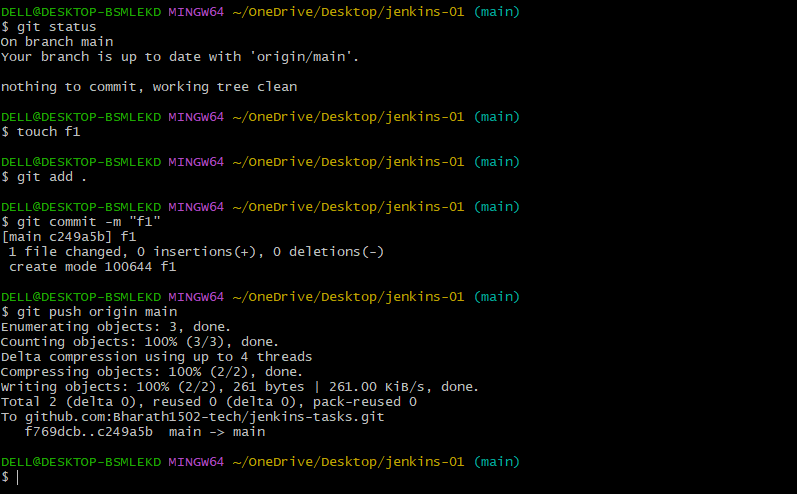 DELL@DESKTOP-BSMLEKD MINGW64 ~/OneDrive/Desktop/jenkins-01 (main)
$ git status
On branch main
Your branch is up to date with 'origin/main'.
nothing to commit, working tree clean
DELL@DESKTOP-BSMLEKD MINGW64 ~/OneDrive/Desktop/jenkins-01 (main)
$ touch f1
DELL@DESKTOP-BSMLEKD MINGW64 ~/OneDrive/Desktop/jenkins-01 (main)
$ git add .
DELL@DESKTOP-BSMLEKD MINGW64 ~/OneDrive/Desktop/jenkins-01 (main)
$ git commit -m "f1"
[main c249a5b] f1
1 file changed, 0 insertions(+), 0 deletions(-)
create mode 100644 f1
DELL@DESKTOP-BSMLEKD MINGW64 ~/OneDrive/Desktop/jenkins-01 (main)
$ git push origin main
Enumerating objects: 3, done.
Counting objects: 100% (3/3), done.
Delta compression using up to 4 threads
Compressing objects: 100% (2/2), done.
Writing objects: 100% (2/2), 261 bytes | 261.00 KiB/s, done.
Total 2 (delta 0), reused 0 (delta 0), pack-reused 0
To github.com:Bharath1502-tech/jenkins-tasks.git
f769dcb..c249a5b  main -> main
DELL@DESKTOP-BSMLEKD MINGW64 ~/OneDrive/Desktop/jenkins-01 (main)
$